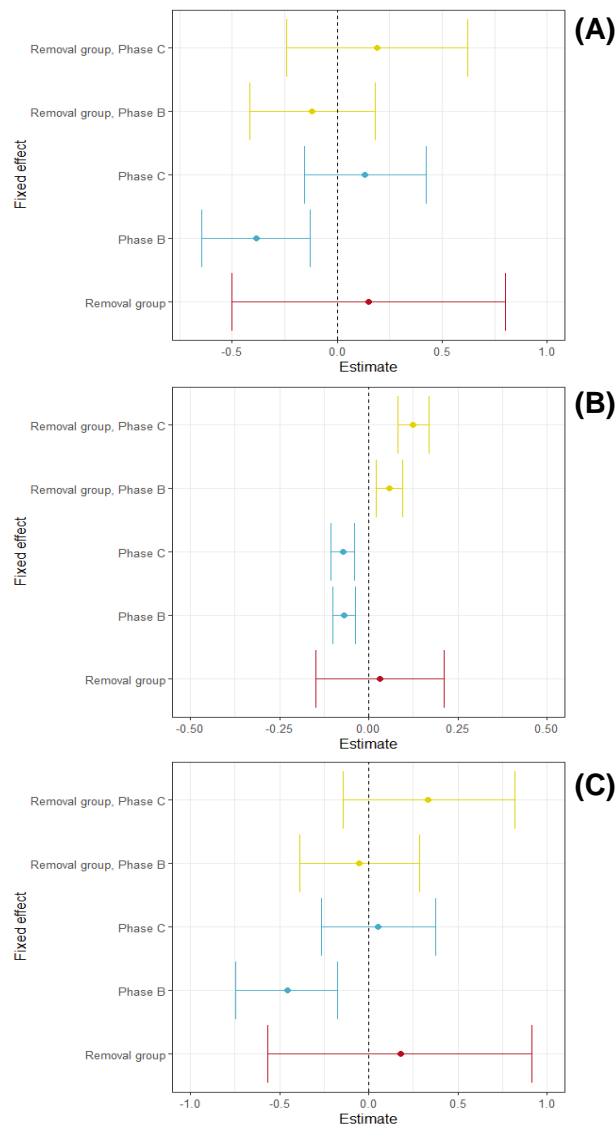 (A)
Removal group, Phase C
Removal group, Phase B
Phase C
Phase B
Removal group
Fixed effect
-0.5 0.0 0.5 1.0
Estimate
(B)
Removal group, Phase C
Removal group, Phase B
Phase C
Phase B
Removal group
Fixed effect
-0.50 -0.25 0.00 0.25 0.50
Estimate
(C)
Removal group, Phase C
Removal group, Phase B
Phase C
Phase B
Removal group
Fixed effect
-1.0 -0.5 0.0 0.5 1.0
Estimate